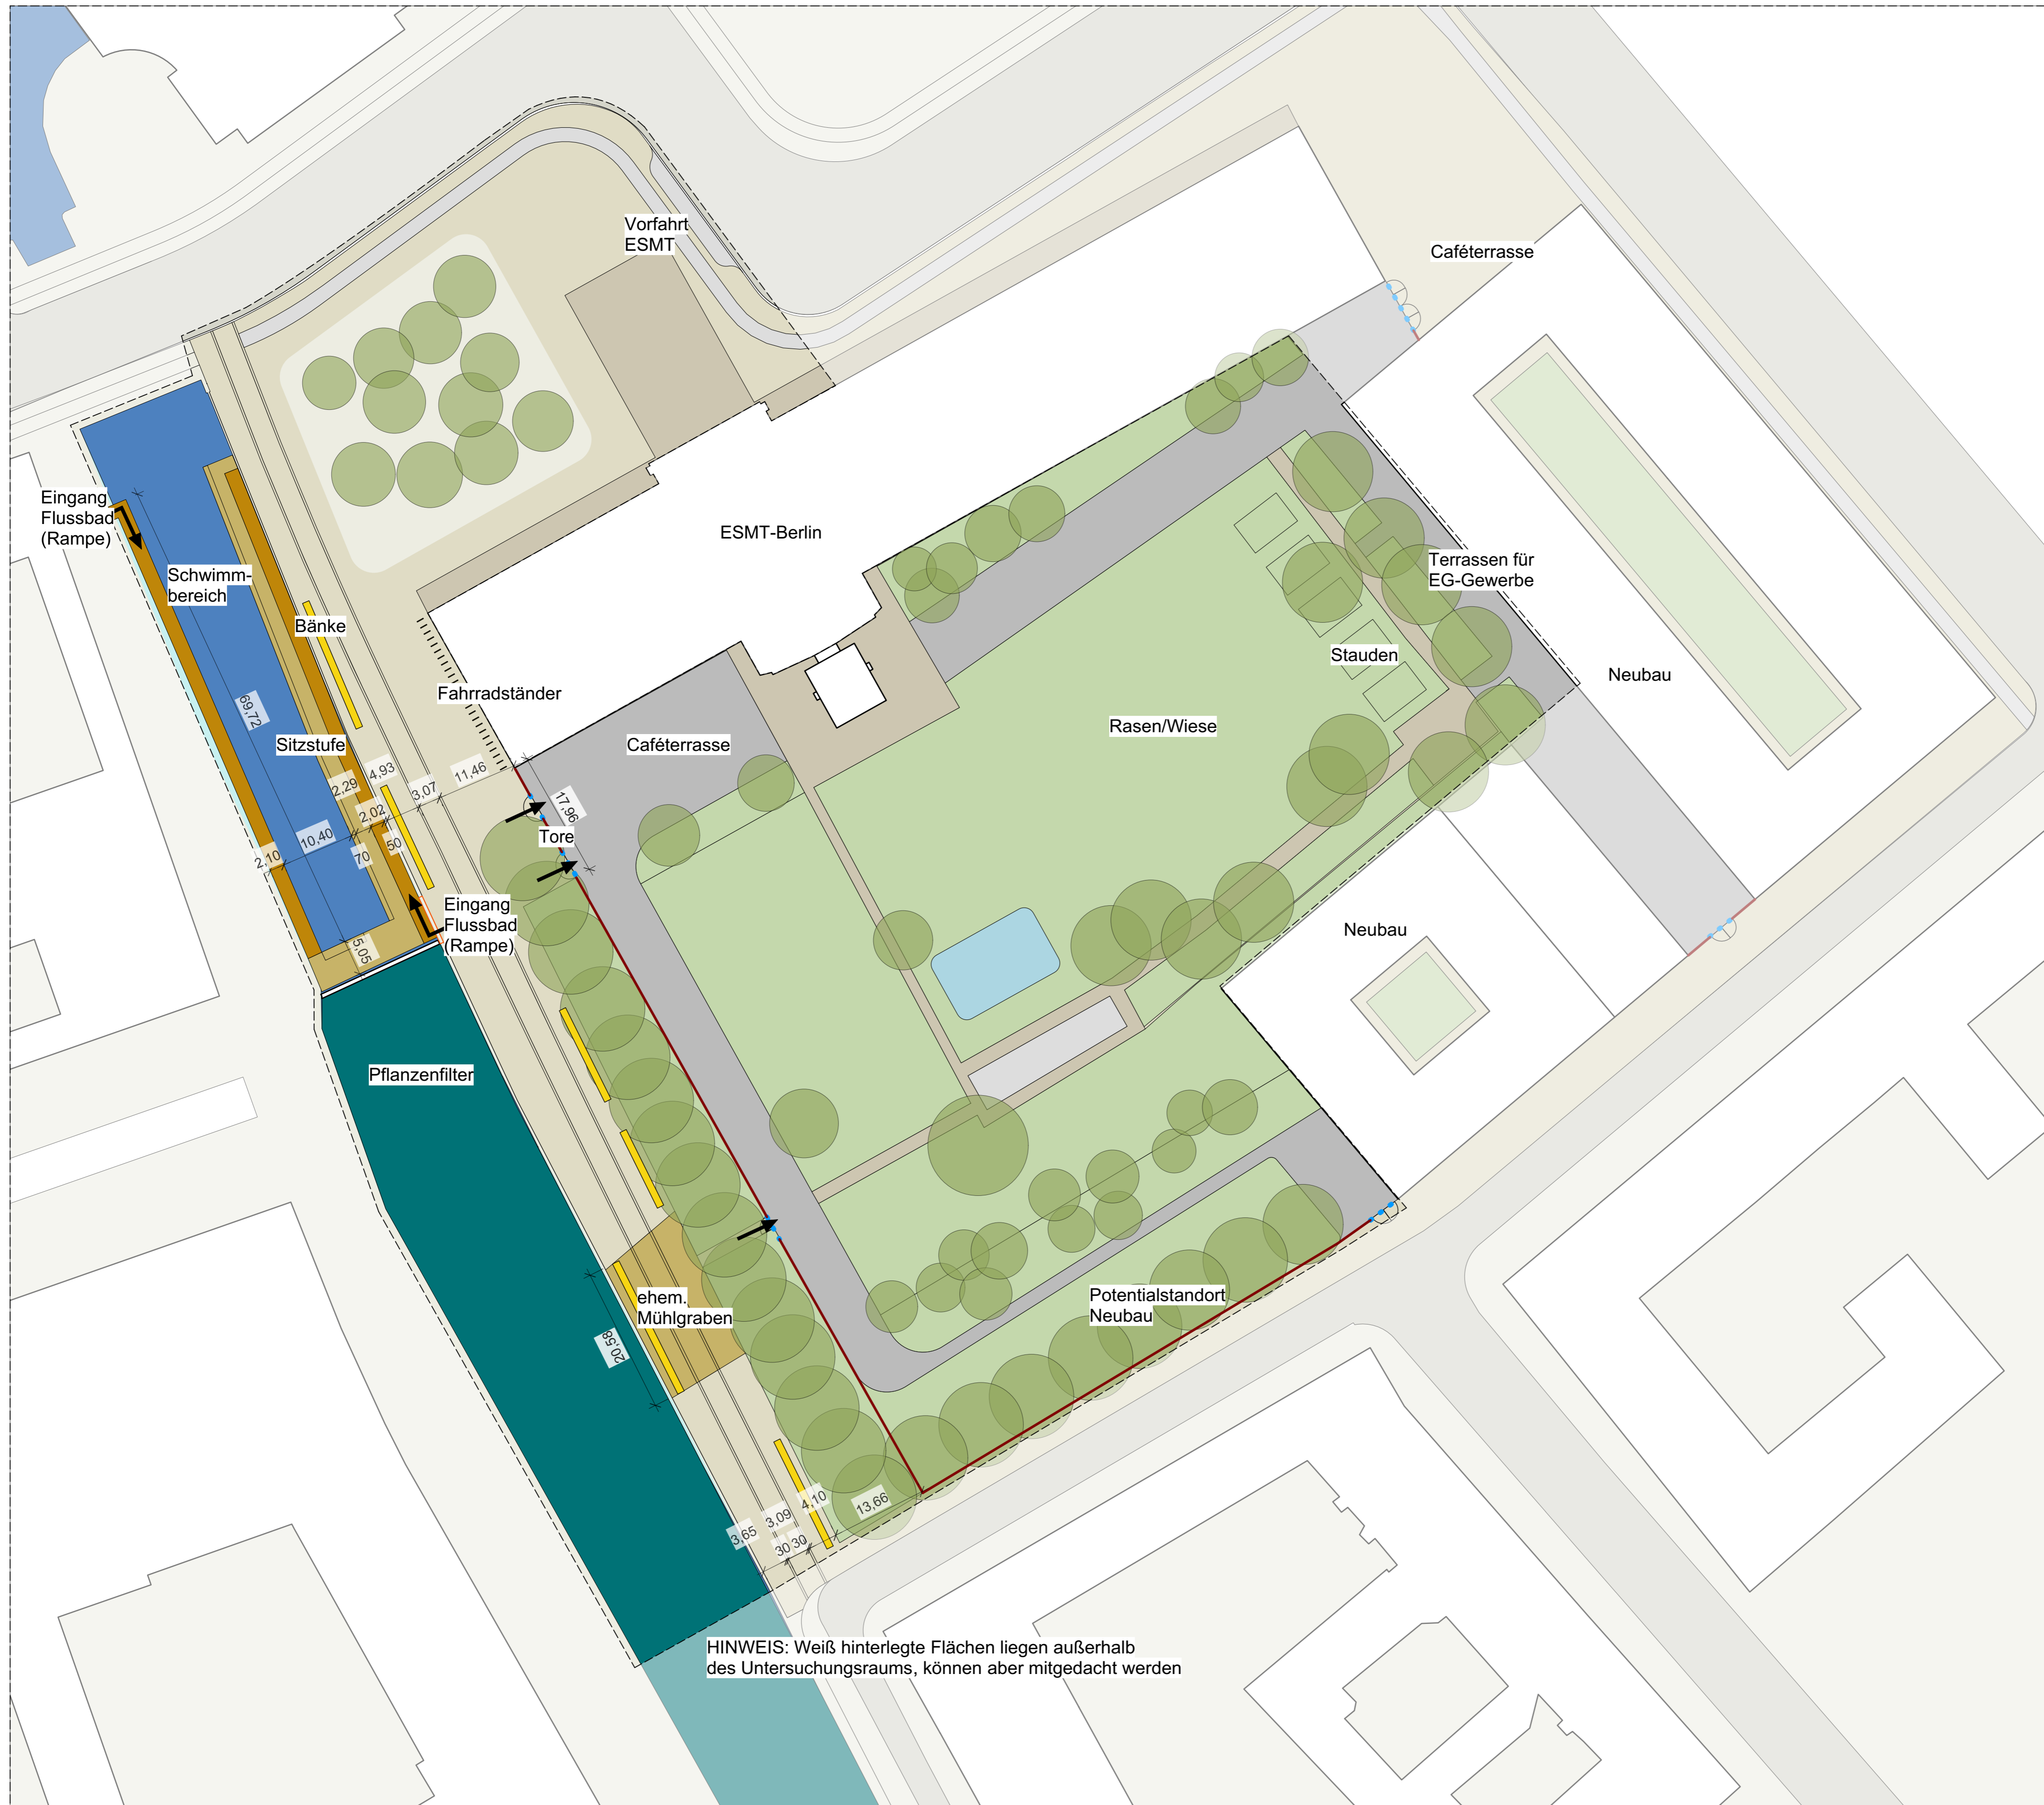 Vorfahrt
ESMT
Caféterrasse
Eingang
Flussbad
(Rampe)
ESMT-Berlin
Schwimm-
bereich
Terrassen für
EG-Gewerbe
Bänke
Stauden
Neubau
Fahrradständer
69,72
Rasen/Wiese
Sitzstufe
Caféterrasse
4,93
11,46
2,29
3,07
17,96
2,02
10,40
50
70
2,10
Tore
Eingang
Flussbad
(Rampe)
Neubau
5,05
Pflanzenfilter
ehem.
Mühlgraben
Potentialstandort
Neubau
20,58
4,10
13,66
3,09
3,65
30
30
HINWEIS: Weiß hinterlegte Flächen liegen außerhalb
des Untersuchungsraums, können aber mitgedacht werden